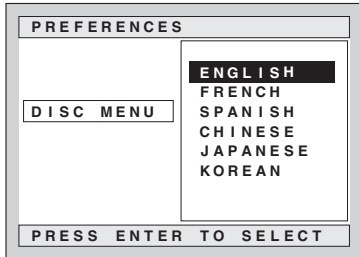 PREFERENCES
DISC MENU
ENGLISH
FRENCH
SPANISH
CHINESE
JAPANESE
KOREAN
PRESS ENTER TO SELECT